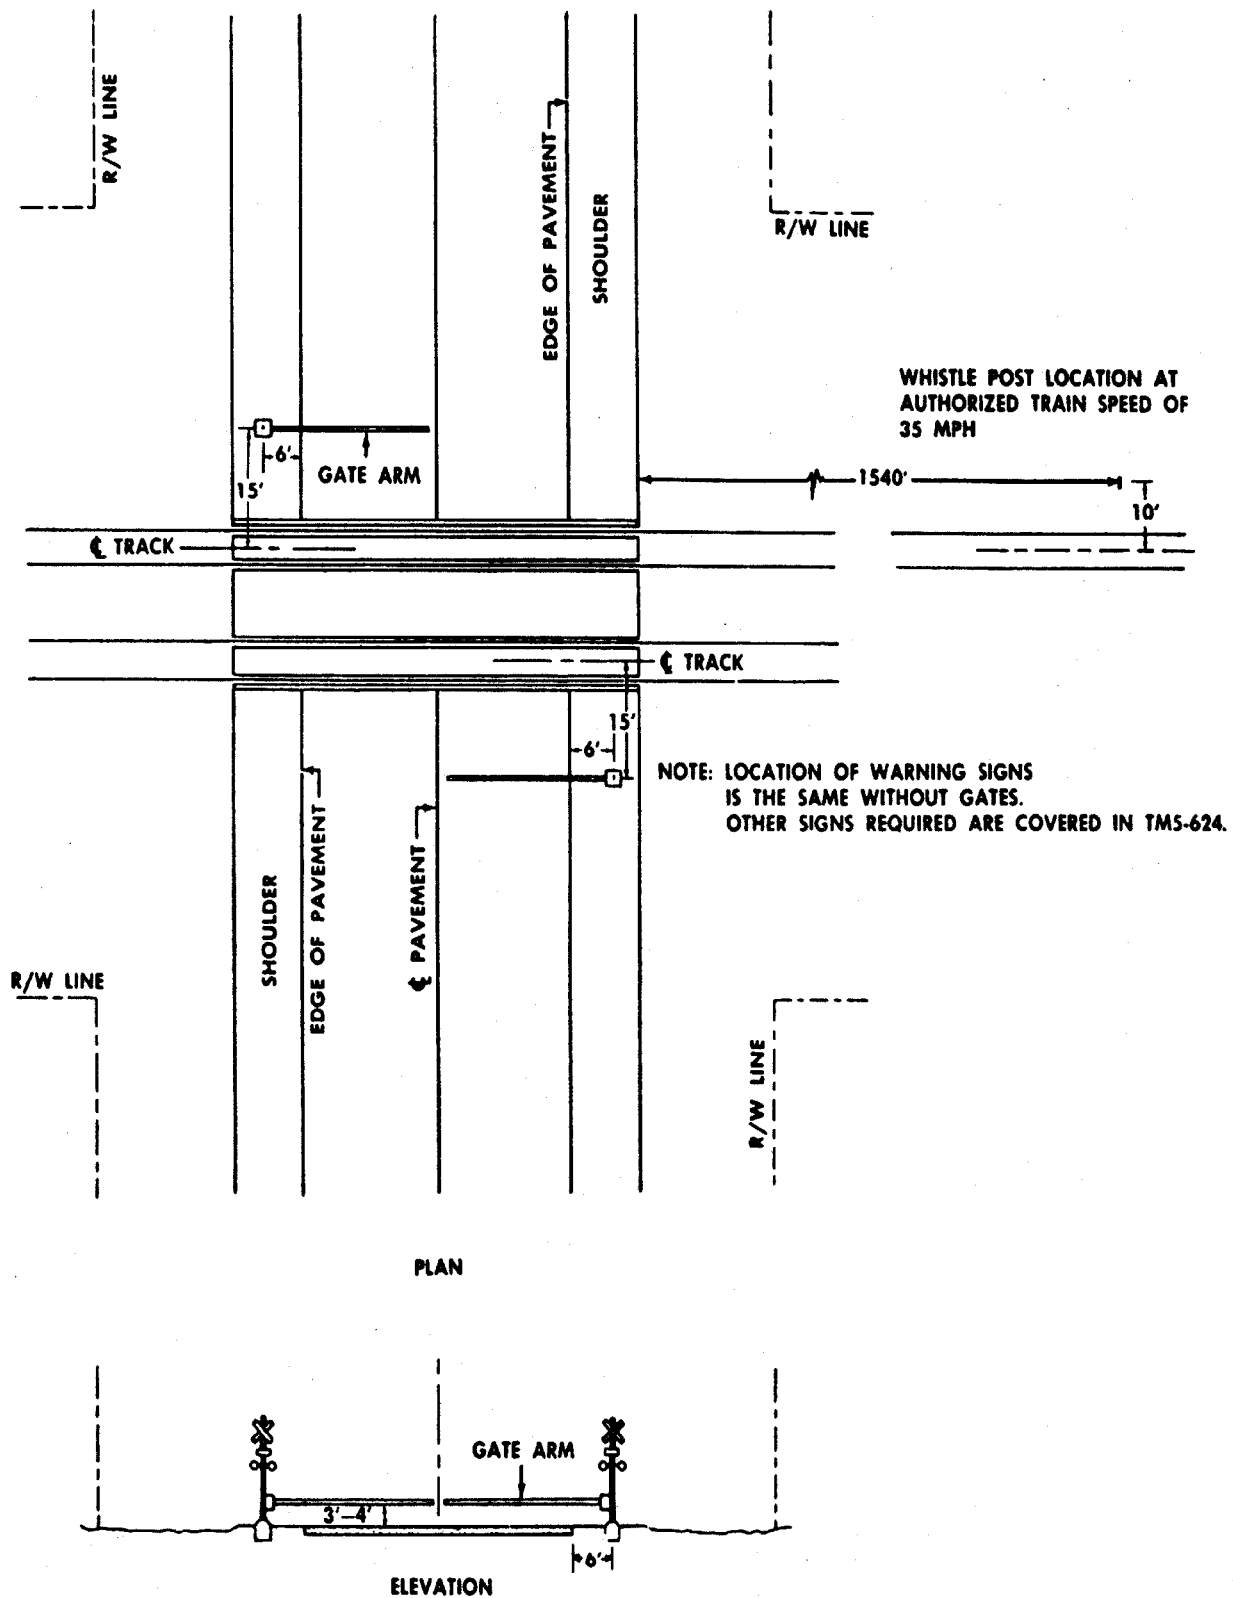 R/W LINE
EDGE OF PAVEMENT
SHOULDER
R/W LINE
WHISTLE POST LOCATION AT
AUTHORIZED TRAIN SPEED OF
35 MPH
6'
GATE ARM
15'
1540'
10'
℄ TRACK
℄ TRACK
15'
6'
NOTE: LOCATION OF WARNING SIGNS
IS THE SAME WITHOUT GATES.
OTHER SIGNS REQUIRED ARE COVERED IN TM5-624.
SHOULDER
EDGE OF PAVEMENT
℄ PAVEMENT
R/W LINE
R/W LINE
PLAN
GATE ARM
3'-4'
6'
ELEVATION